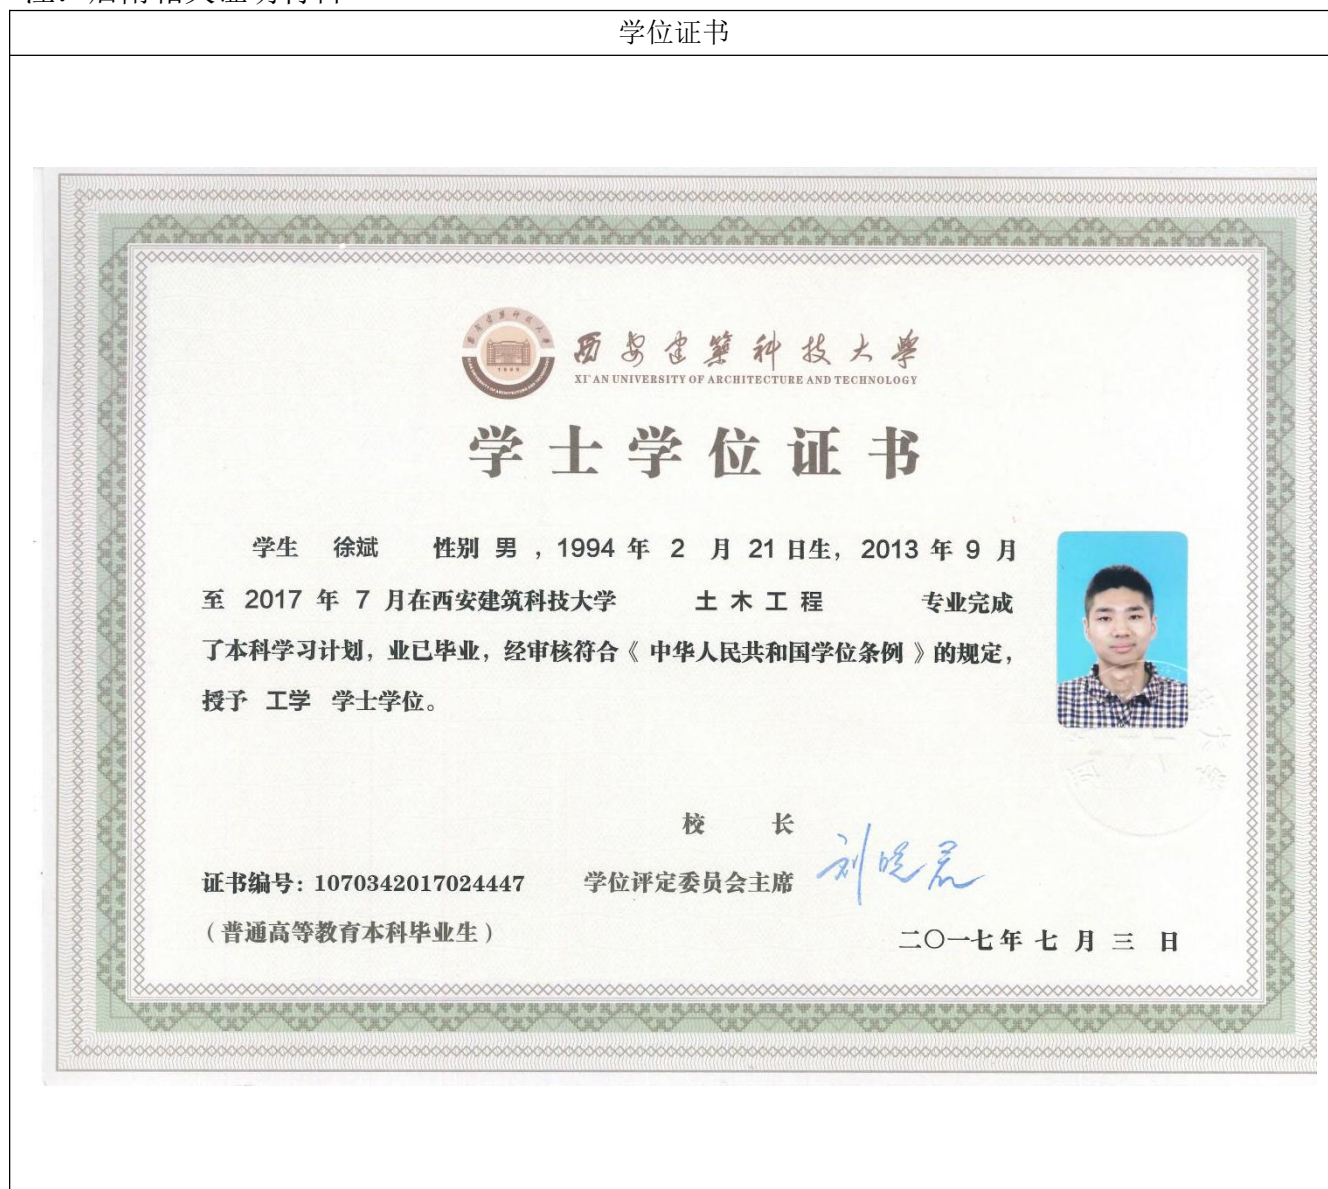 学位证书
西安建筑科技大学
XI'AN UNIVERSITY OF ARCHITECTURE AND TECHNOLOGY
学士学位证书
学生 徐斌 性别 男 ，1994 年 2 月 21 日生，2013 年 9 月
至 2017 年 7 月在西安建筑科技大学 土木工程 专业完成
了本科学习计划，业已毕业，经审核符合《 中华人民共和国学位条例 》的规定，
授予 工学 学士学位。
校 长
刘晓君
证书编号：1070342017024447 学位评定委员会主席
（普通高等教育本科毕业生）
二〇一七年 七 月 三 日